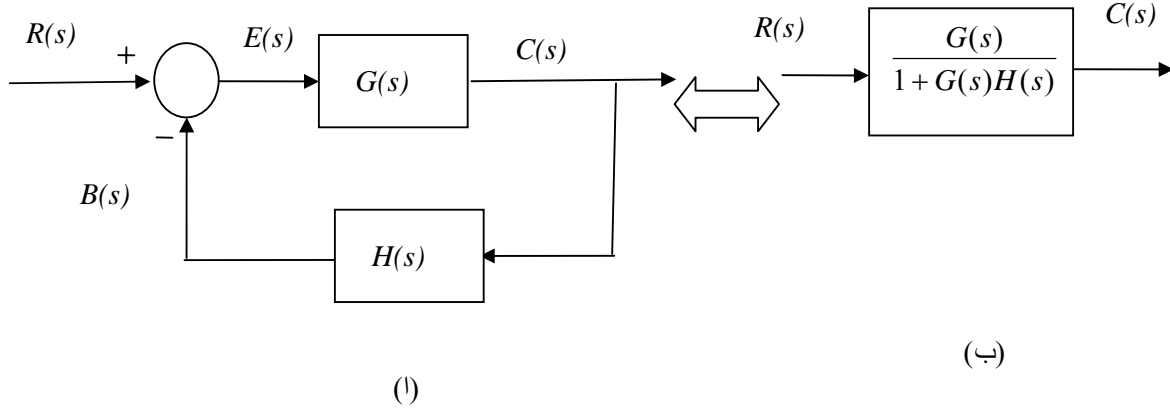 R(s)
+
E(s)
G(s)
C(s)
−
B(s)
H(s)
(ا)
R(s)
G(s)
1 + G(s)H(s)
C(s)
(ب)